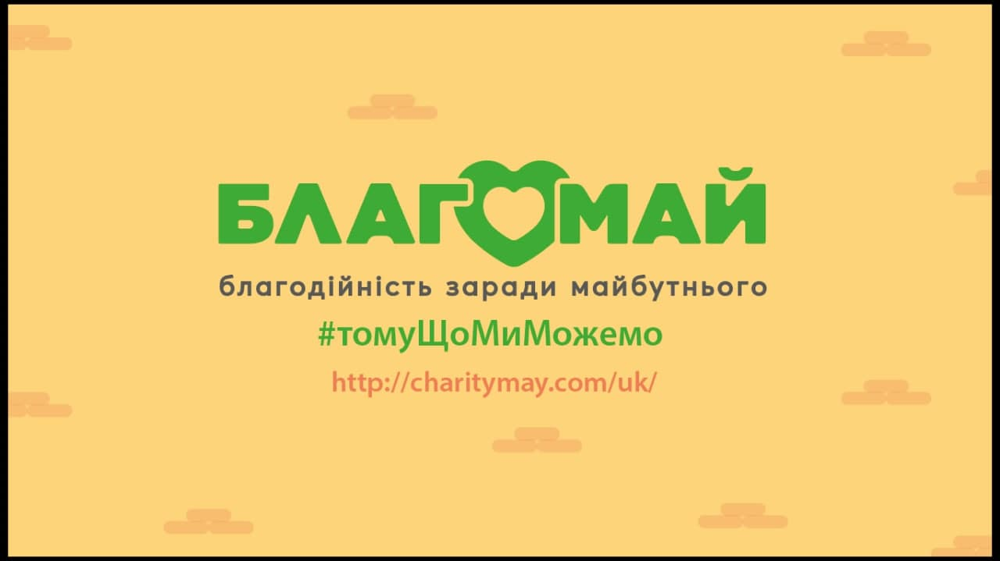 БЛАГОМАЙ
благодійність заради майбутнього
#томуЩоМиМожемо
http://charitymay.com/uk/